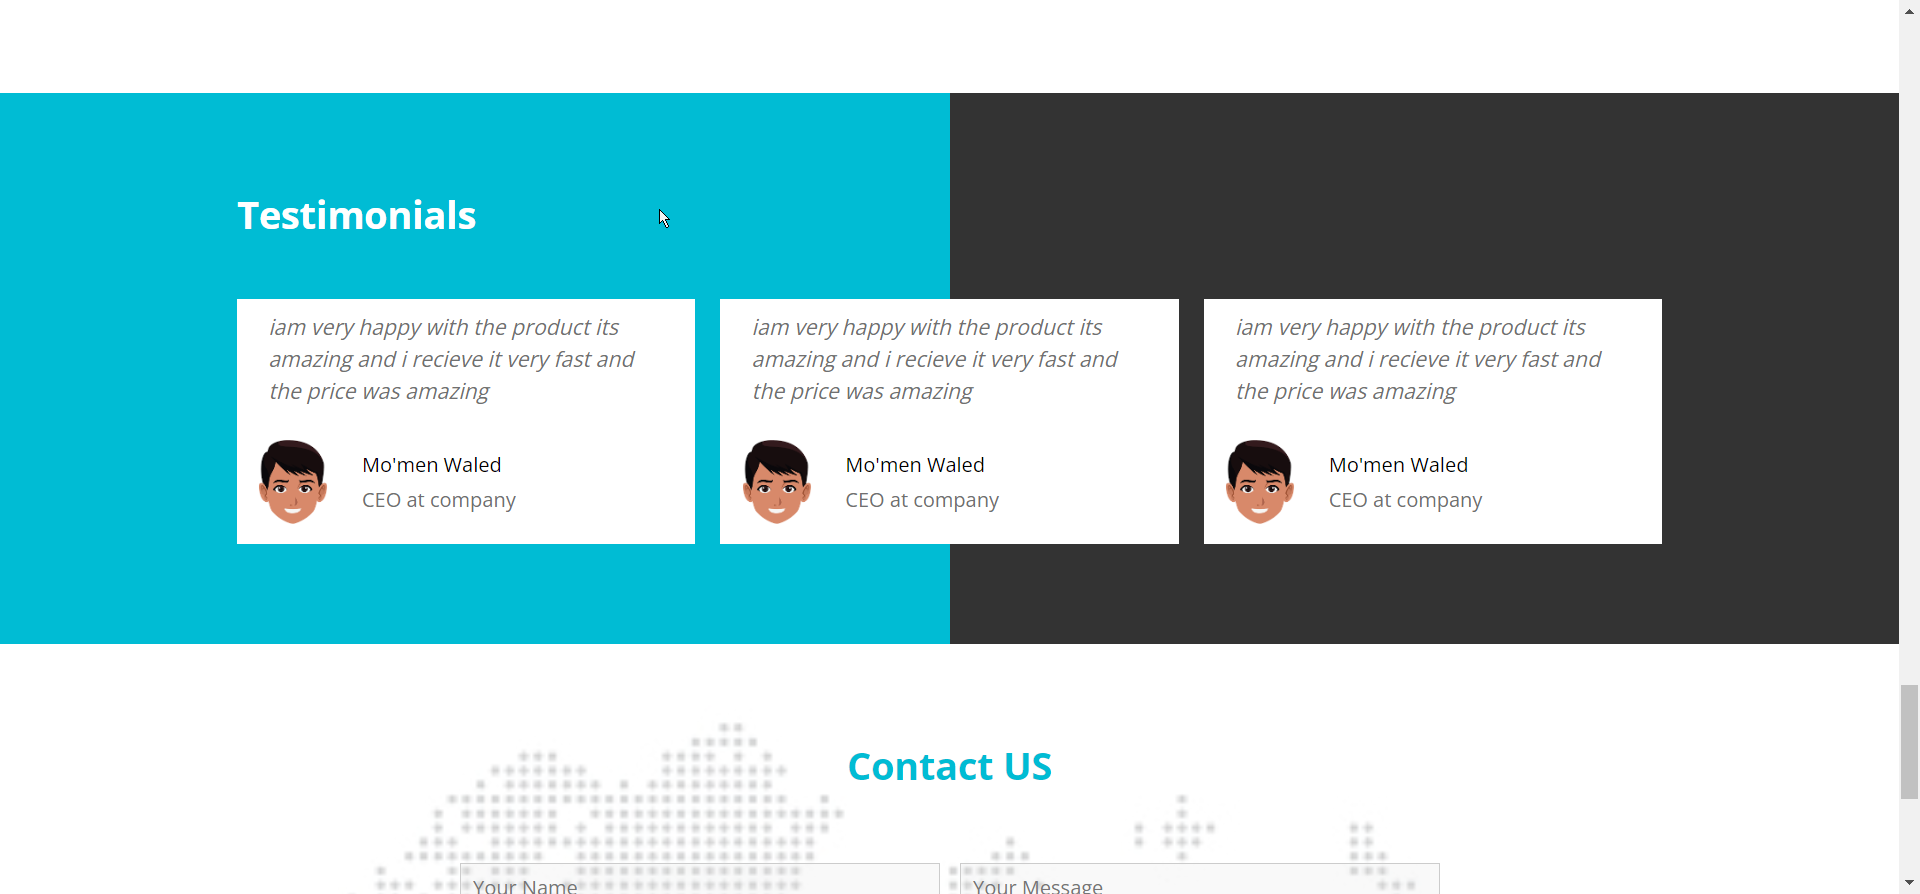 Testimonials
iam very happy with the product its
amazing and i recieve it very fast and
the price was amazing
Mo'men Waled
CEO at company
iam very happy with the product its
amazing and i recieve it very fast and
the price was amazing
Mo'men Waled
CEO at company
iam very happy with the product its
amazing and i recieve it very fast and
the price was amazing
Mo'men Waled
CEO at company
Contact US
Your Name
Your Message